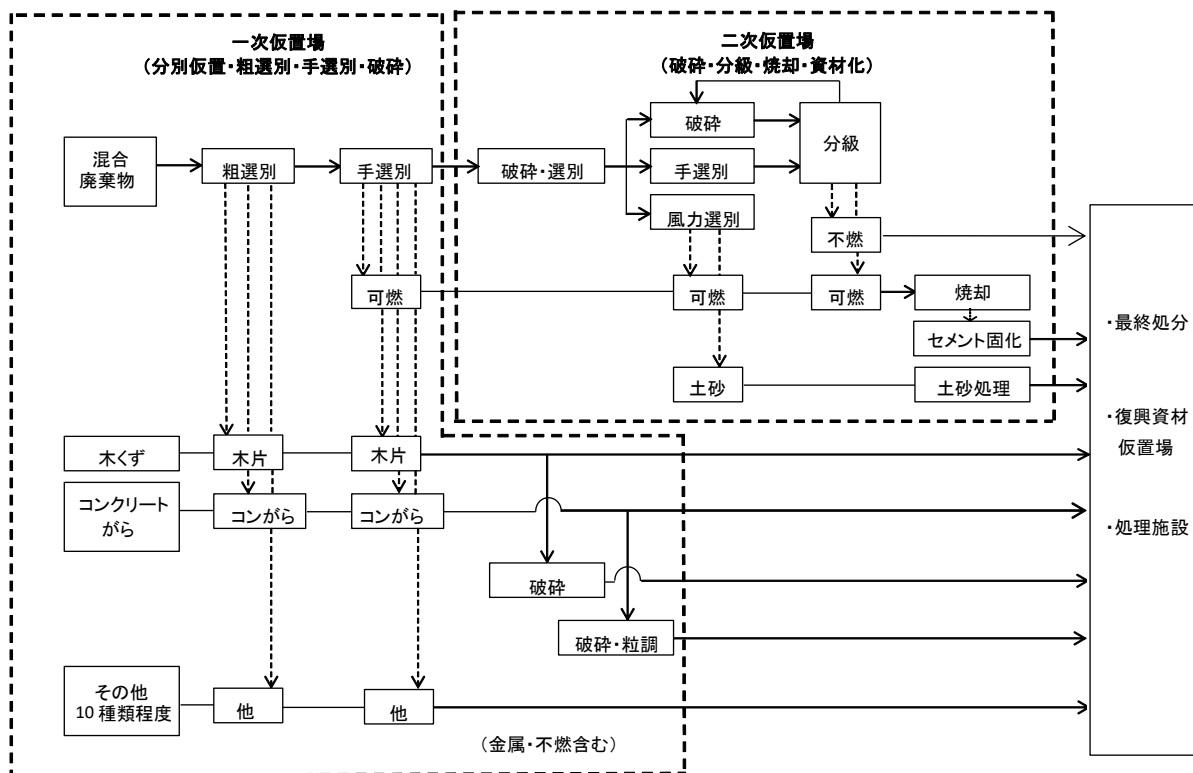 一次仮置場
（分別仮置・粗選別・手選別・破砕）
二次仮置場
（破砕・分級・焼却・資材化）
混合
廃棄物
粗選別
手選別
破砕・選別
破砕
手選別
風力選別
分級
不燃
可燃
可燃
可燃
焼却
セメント固化
土砂
土砂処理
木くず
木片
木片
コンクリート
がら
コンがら
コンがら
破砕
破砕・粒調
その他
10 種類程度
他
他
（金属・不燃含む）
・最終処分
・復興資材
仮置場
・処理施設